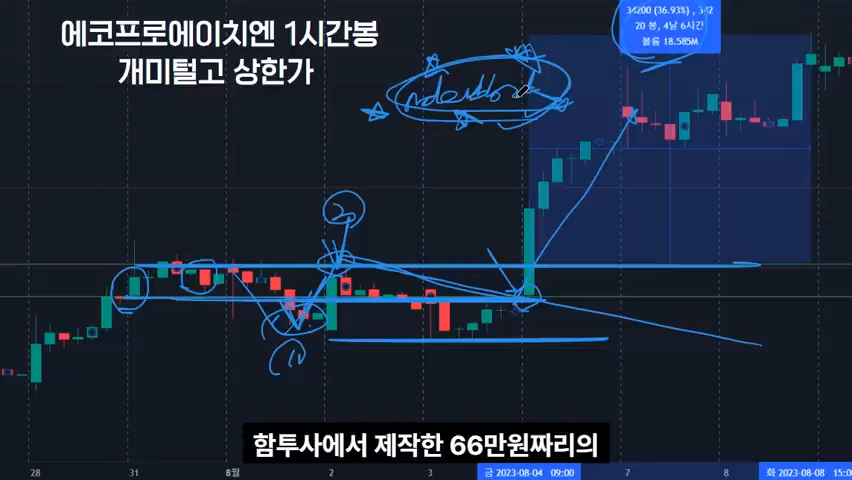 34200 (36.93%) , 342
20 봉, 4날 6시간
볼륨 18.585M
에코프로에이치엔 1시간봉
개미털고 상한가
2
1
함투사에서 제작한 66만원짜리의
28
31
8월
2
3
금 2023-08-04 09:00
7
8
화 2023-08-08 15:0